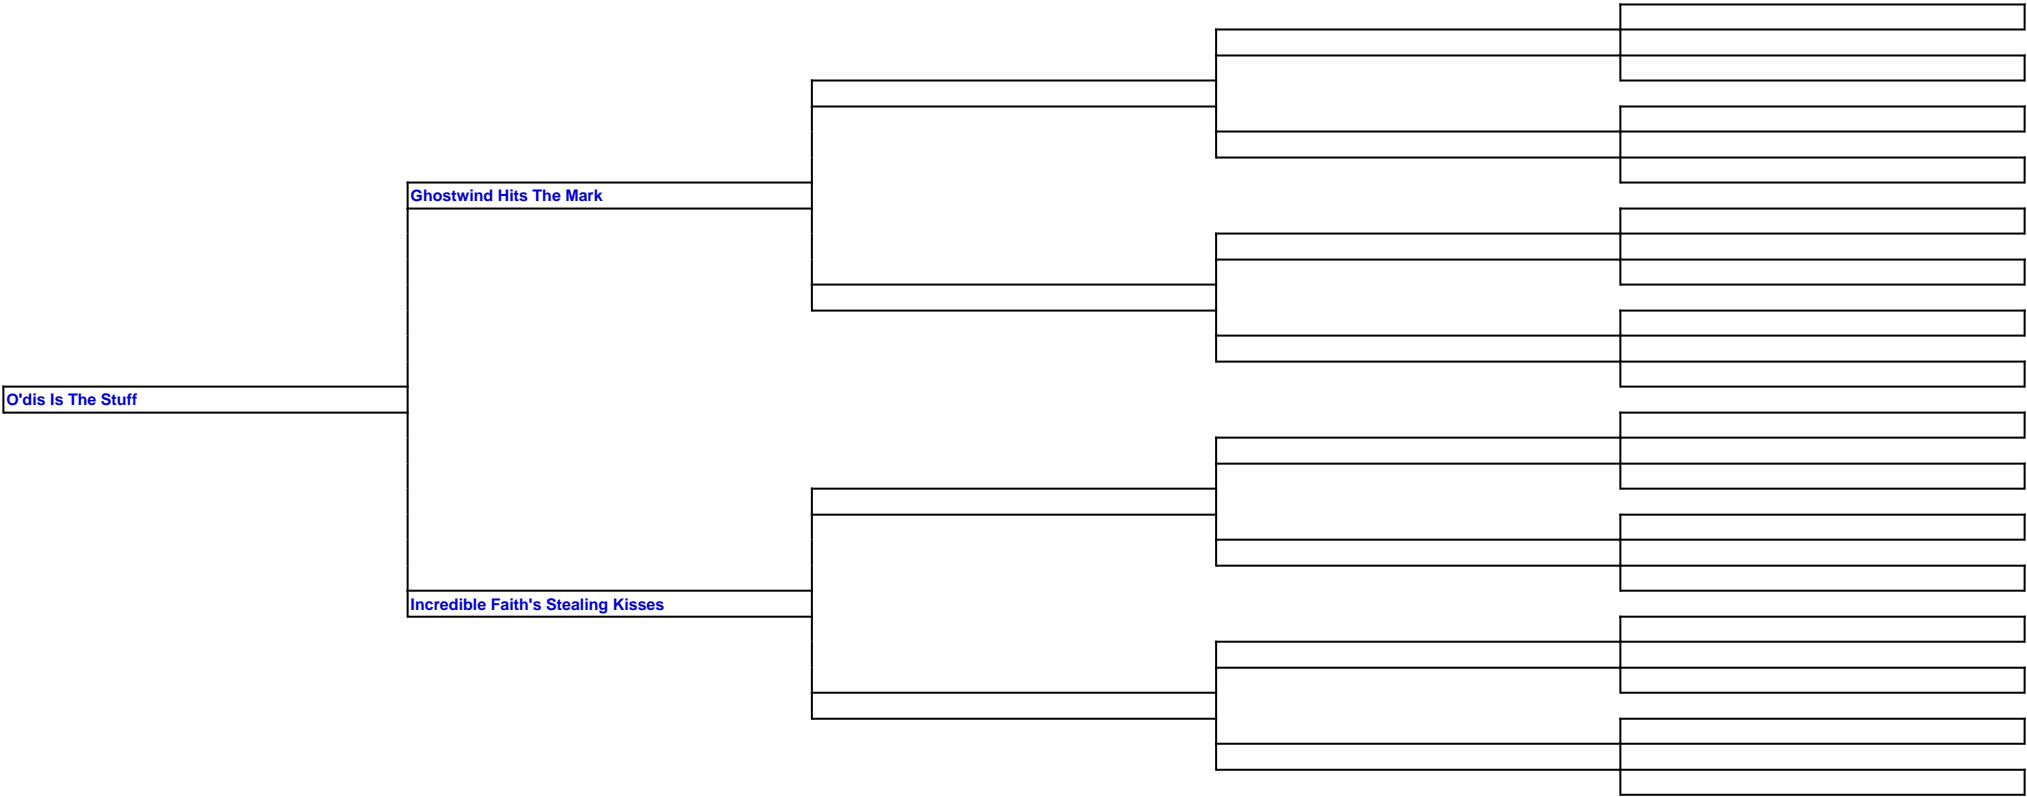 Ghostwind Hits The Mark
O'dis Is The Stuff
Incredible Faith's Stealing Kisses